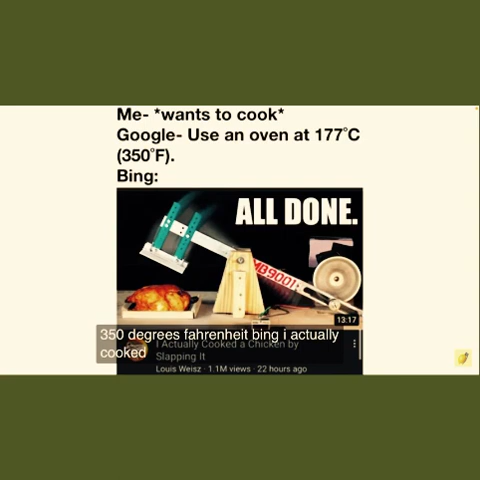 Me- *wants to cook*
Google- Use an oven at 177°C
(350°F).
Bing:
ALL DONE.
MB9001
13:17
350 degrees fahrenheit bing i actually
cooked
I Actually Cooked a Chicken by
Slapping It
Louis Weisz · 1.1M views · 22 hours ago